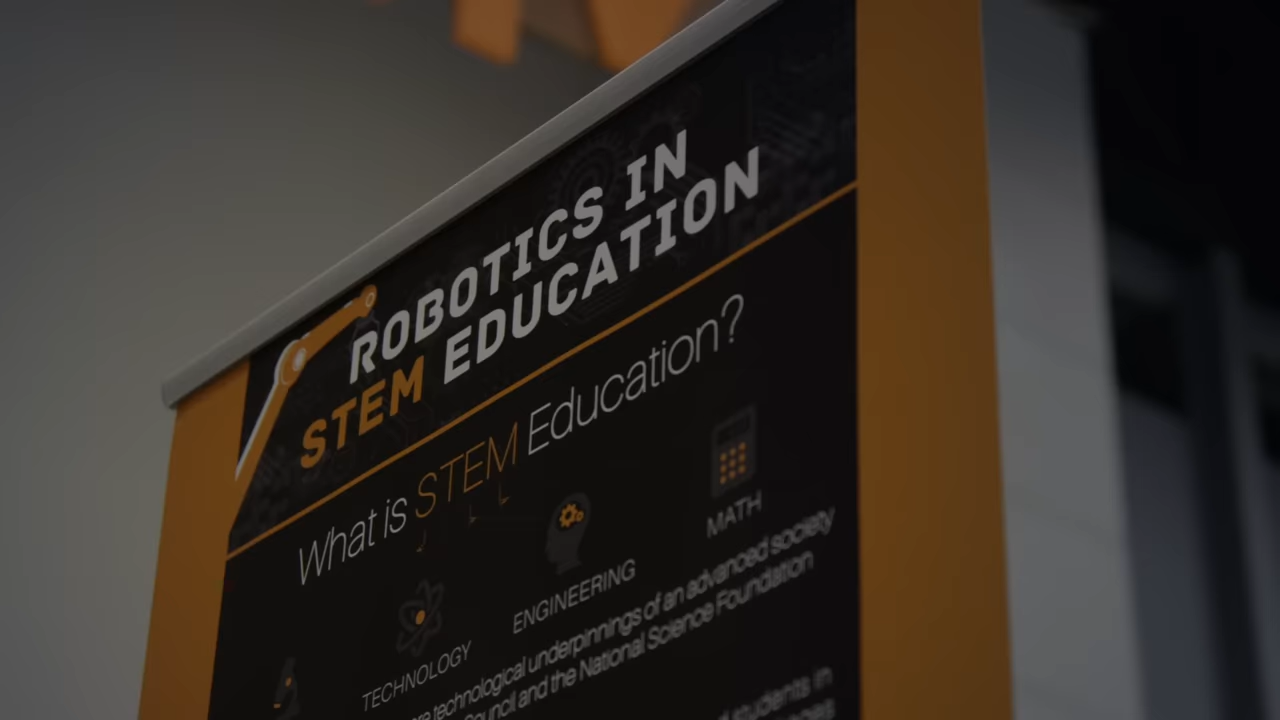 ROBOTICS IN
STEM EDUCATION
What is STEM Education?
MATH
ENGINEERING
TECHNOLOGY
technological underpinnings of an advanced society
Council and the National Science Foundation
students in